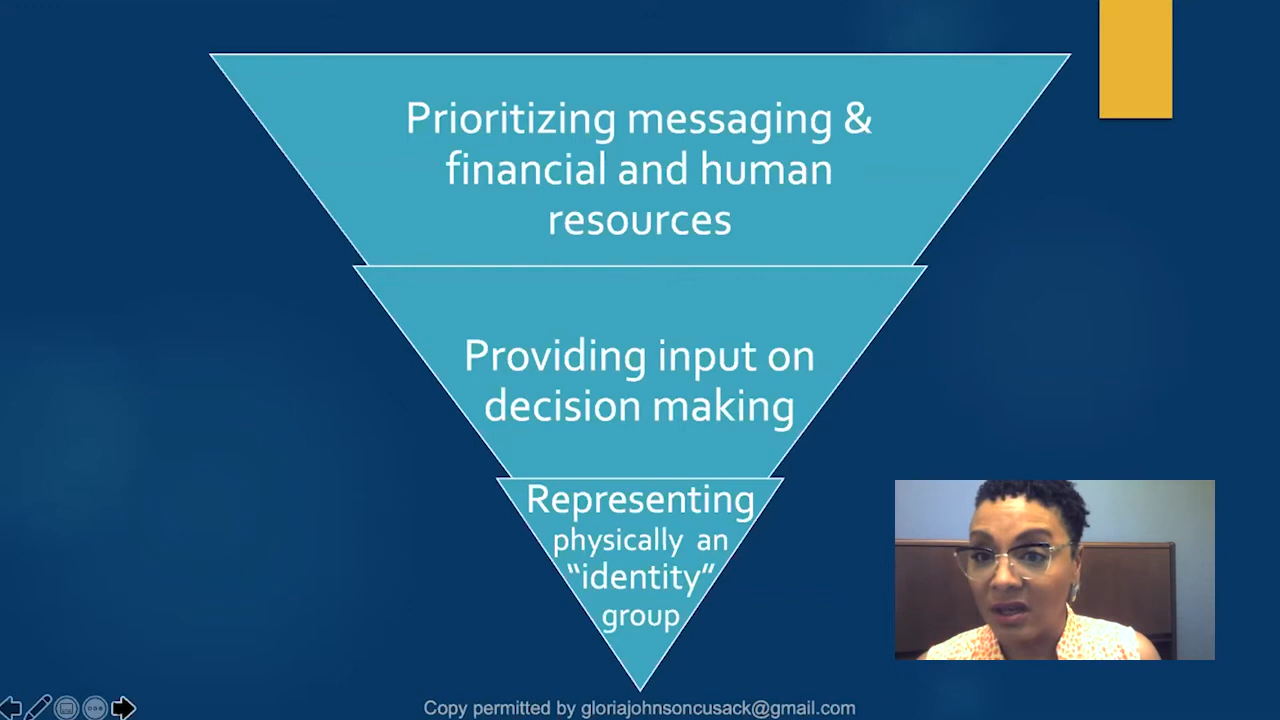 Prioritizing messaging &
financial and human
resources
Providing input on
decision making
Representing
physically an
“identity”
group
Copy permitted by gloriajohnsoncusack@gmail.com